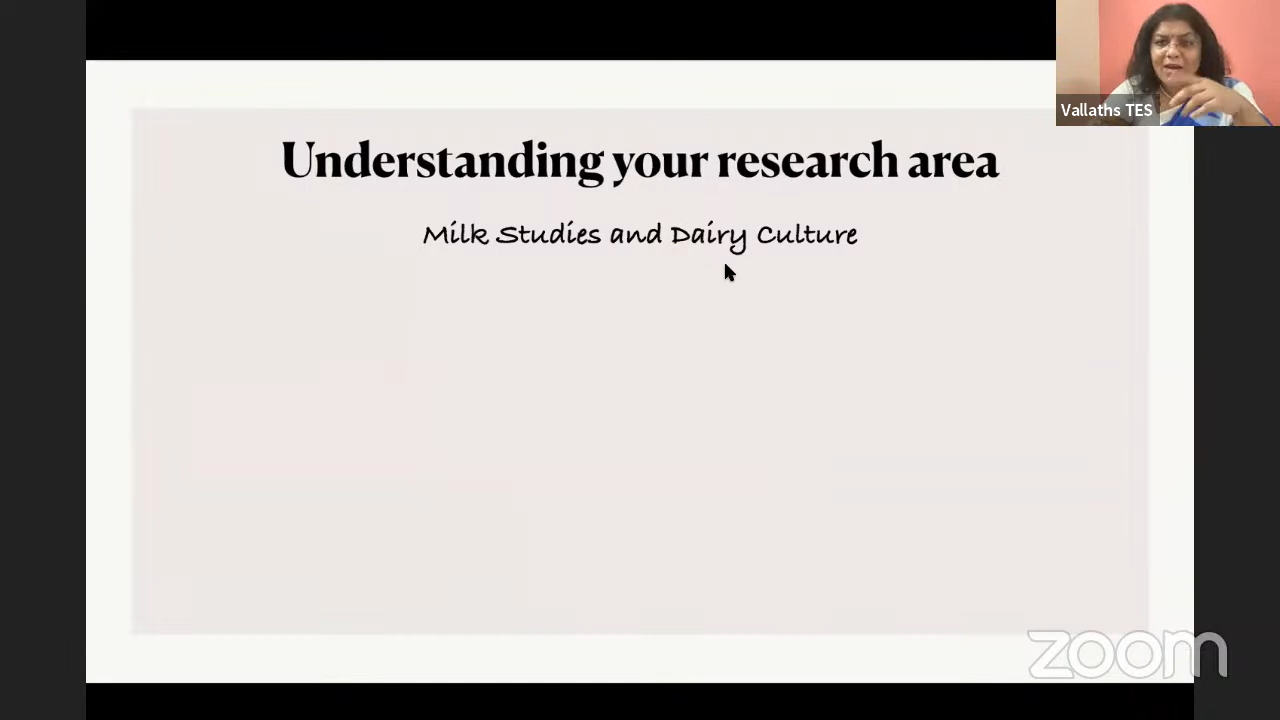 Understanding your research area
Milk Studies and Dairy Culture
Vallaths TES
zoom